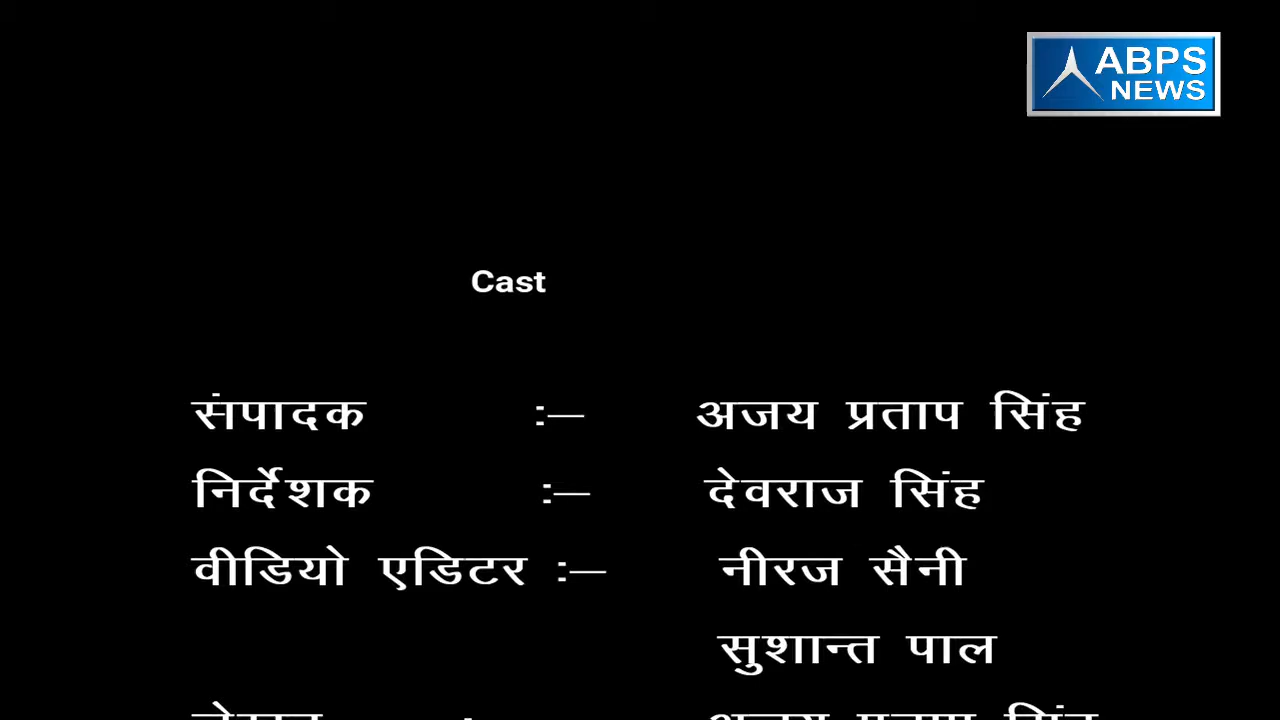 ABPS
NEWS
Cast
संपादक :— अजय प्रताप सिंह
निर्देशक :— देवराज सिंह
वीडियो एडिटर :— नीरज सैनी
सुशान्त पाल